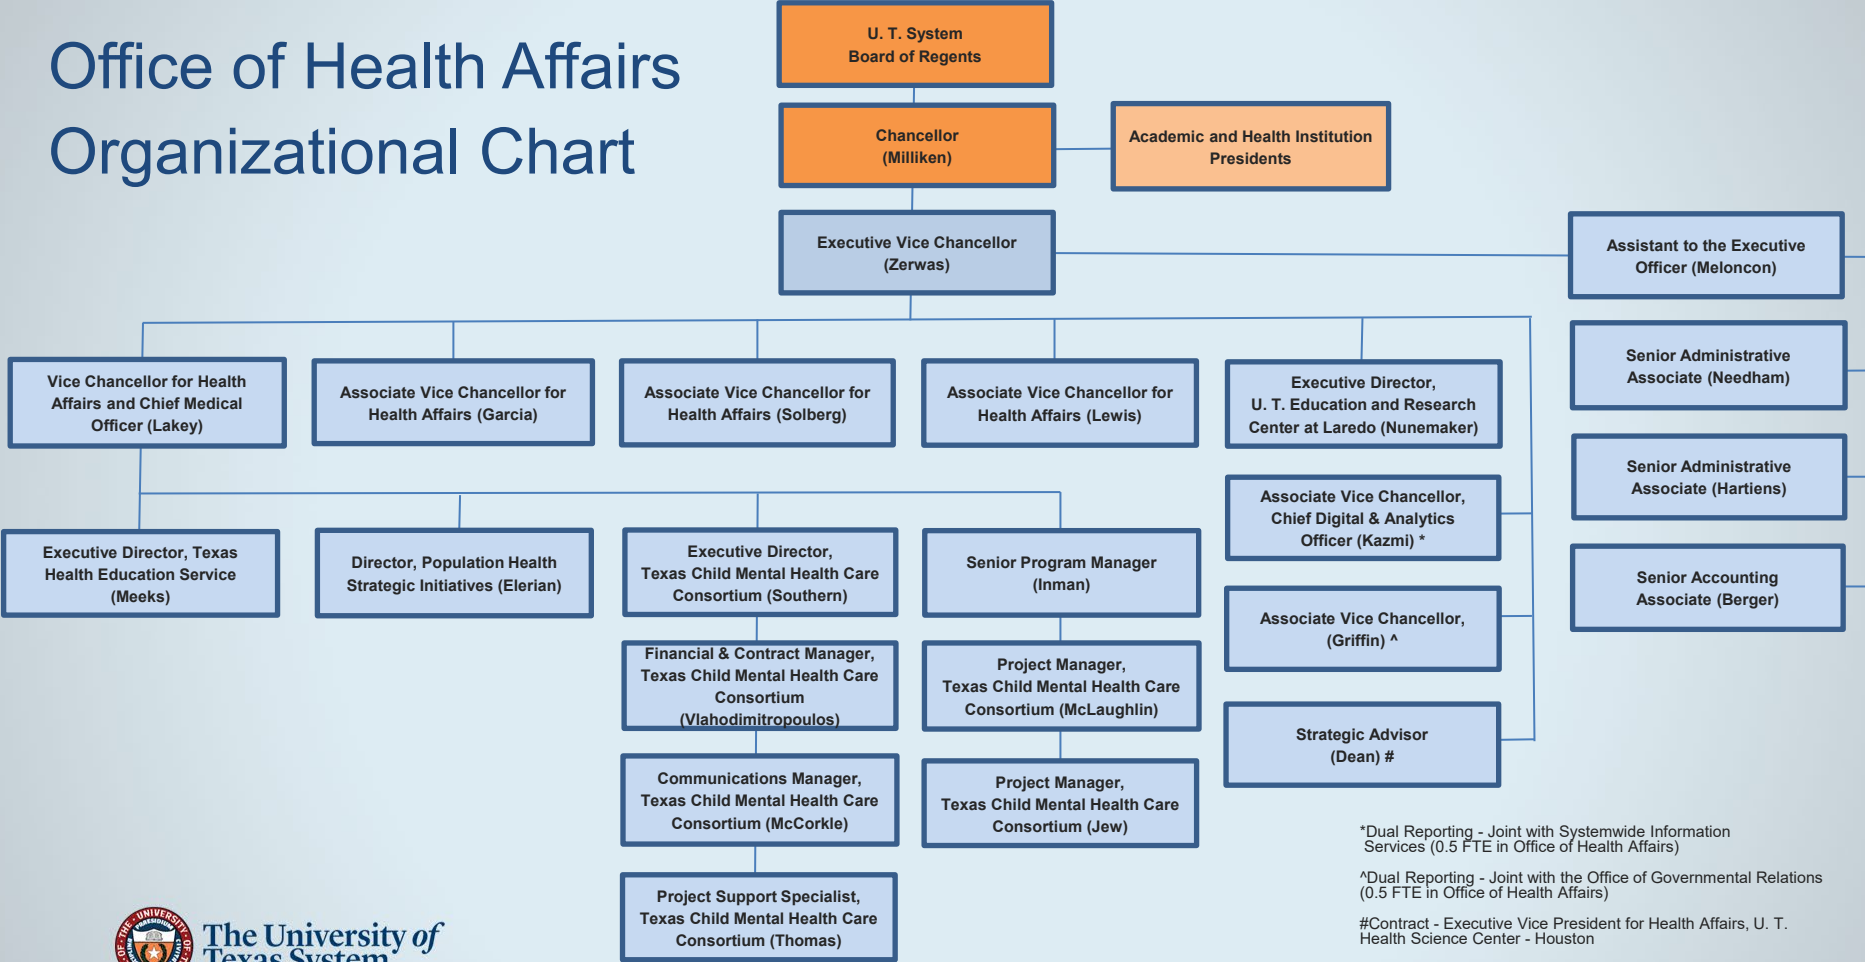 Office of Health Affairs
Organizational Chart
U. T. System
Board of Regents
Chancellor
(Milliken)
Academic and Health Institution
Presidents
Executive Vice Chancellor
(Zerwas)
Assistant to the Executive
Officer (Meloncon)
Senior Administrative
Associate (Needham)
Senior Administrative
Associate (Hartiens)
Senior Accounting
Associate (Berger)
Vice Chancellor for Health
Affairs and Chief Medical
Officer (Lakey)
Associate Vice Chancellor for
Health Affairs (Garcia)
Associate Vice Chancellor for
Health Affairs (Solberg)
Associate Vice Chancellor for
Health Affairs (Lewis)
Executive Director,
U. T. Education and Research
Center at Laredo (Nunemaker)
Associate Vice Chancellor,
Chief Digital & Analytics
Officer (Kazmi) *
Associate Vice Chancellor,
(Griffin) ^
Strategic Advisor
(Dean) #
Executive Director, Texas
Health Education Service
(Meeks)
Director, Population Health
Strategic Initiatives (Elerian)
Executive Director,
Texas Child Mental Health Care
Consortium (Southern)
Senior Program Manager
(Inman)
Financial & Contract Manager,
Texas Child Mental Health Care
Consortium
(Vlahodimitropoulos)
Project Manager,
Texas Child Mental Health Care
Consortium (McLaughlin)
Communications Manager,
Texas Child Mental Health Care
Consortium (McCorkle)
Project Manager,
Texas Child Mental Health Care
Consortium (Jew)
Project Support Specialist,
Texas Child Mental Health Care
Consortium (Thomas)
*Dual Reporting - Joint with Systemwide Information
Services (0.5 FTE in Office of Health Affairs)
^Dual Reporting - Joint with the Office of Governmental Relations
(0.5 FTE in Office of Health Affairs)
#Contract - Executive Vice President for Health Affairs, U. T.
Health Science Center - Houston
The University of
Texas System